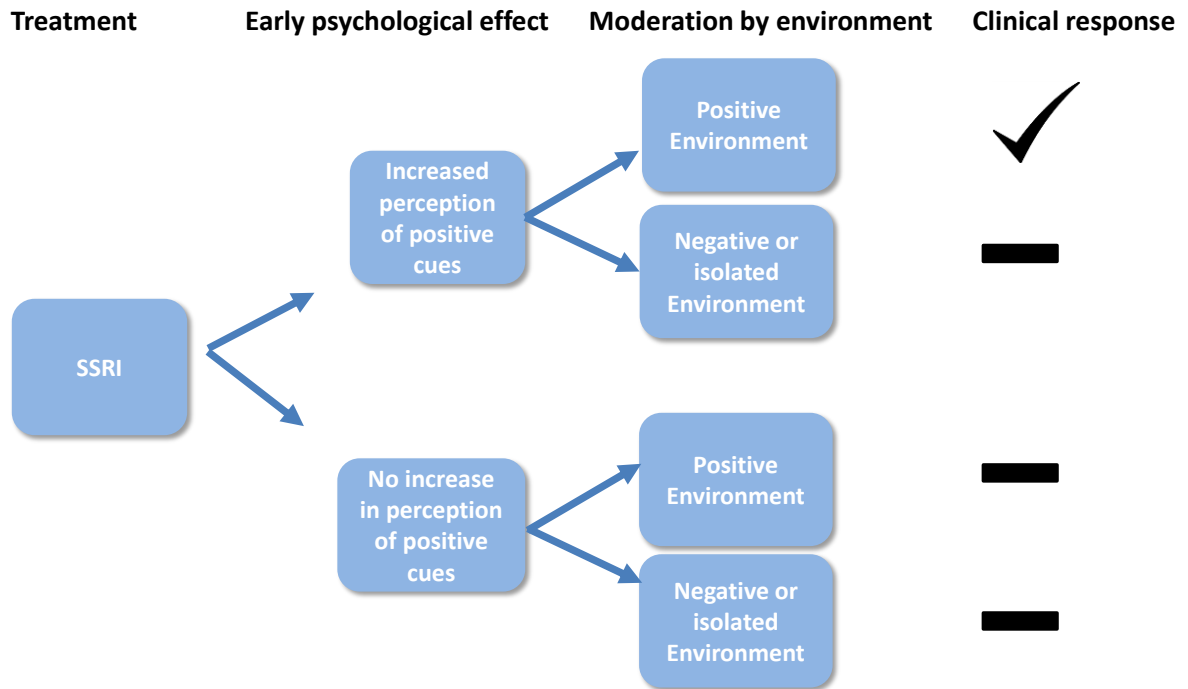 Treatment Early psychological effect Moderation by environment Clinical response
Positive
Environment
Increased
perception
of positive
cues
Negative or
isolated
Environment
SSRI
Positive
Environment
No increase
in perception
of positive
cues
Negative or
isolated
Environment